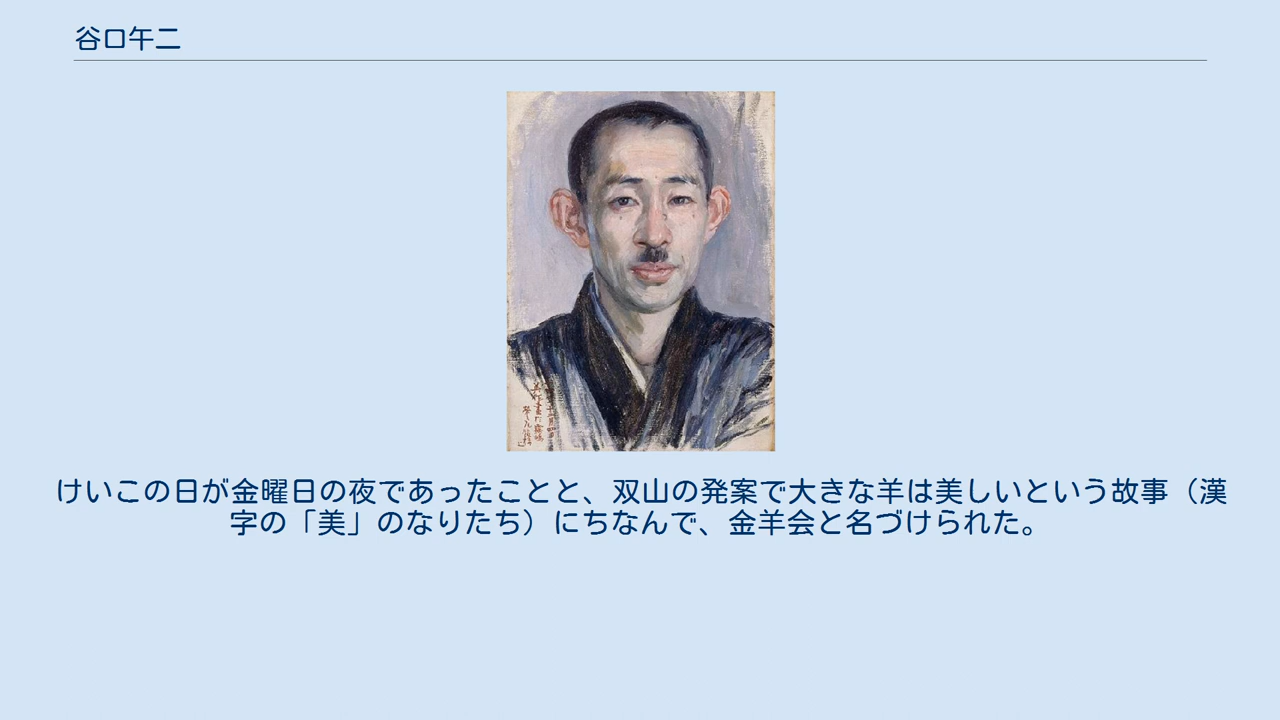 谷口午二
けいこの日が金曜日の夜であったことと、双山の発案で大きな羊は美しいという故事（漢
字の「美」のなりたち）にちなんで、金羊会と名づけられた。